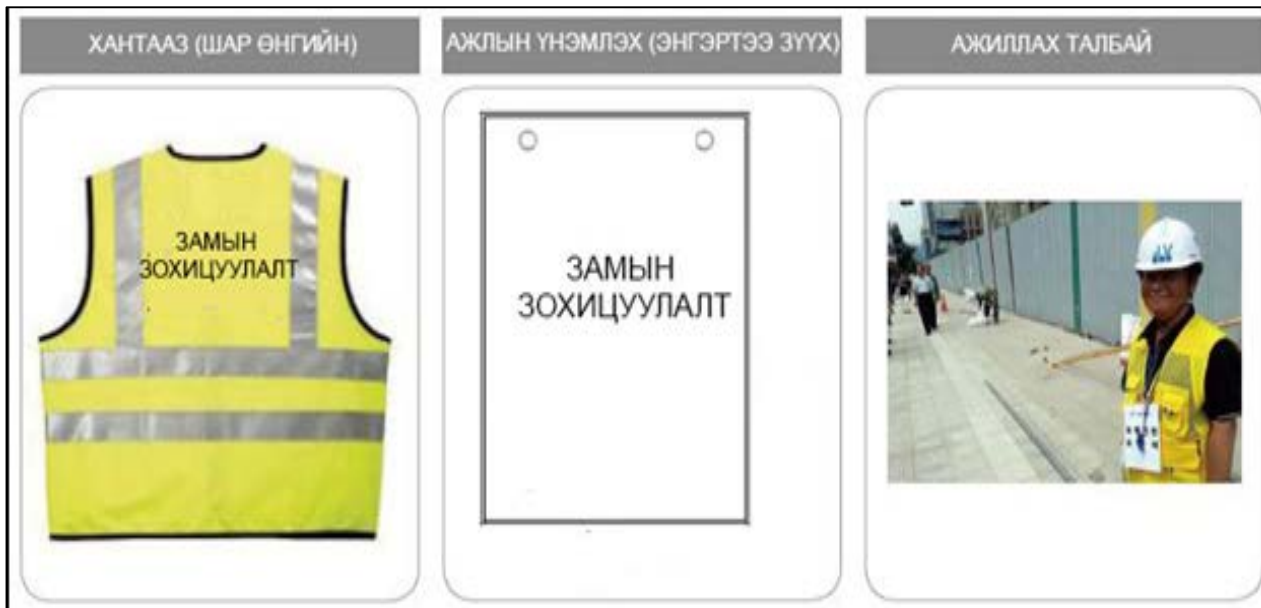 ХАНТААЗ (ШАР ӨНГИЙН)
АЖЛЫН ҮНЭМЛЭХ (ЭНГЭРТЭЭ ЗҮҮХ)
АЖИЛЛАХ ТАЛБАЙ
ЗАМЫН
ЗОХИЦУУЛАЛТ
ЗАМЫН
ЗОХИЦУУЛАЛТ